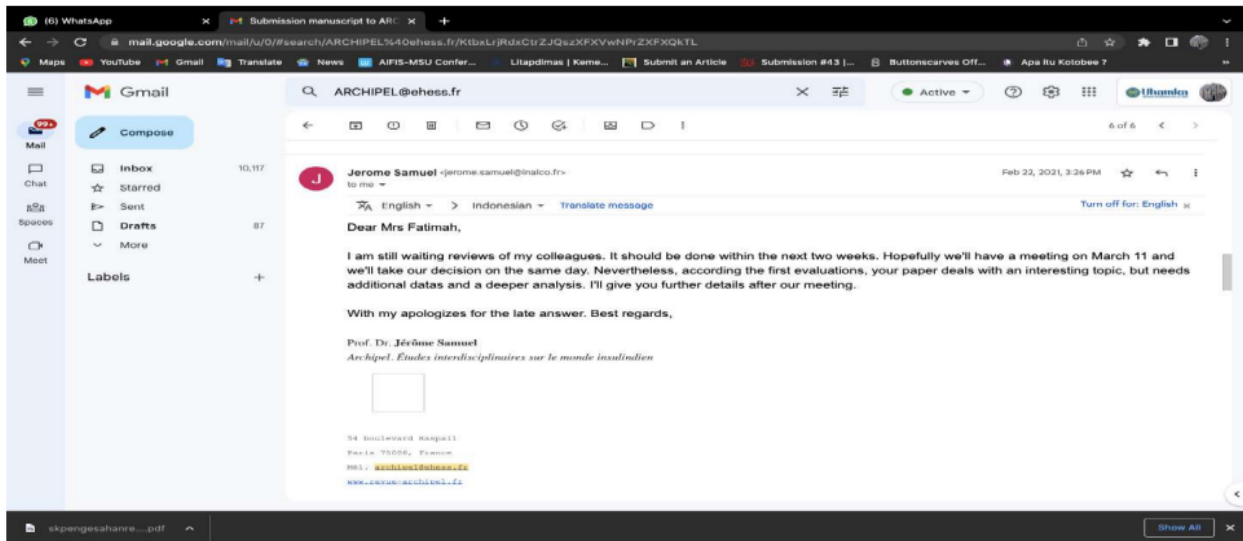 (6) WhatsApp
Submission manuscript to ARC
mail.google.com/mail/u/0/#search/ARCHIPEL%40ehess.fr/KtbxLrjRdxCtrZJQszXFXVwNPrZXFXQkTL
Maps YouTube Gmail Translate News AIFIS-MSU Confer... Litapdimas | Keme... Submit an Article Submission #43 |... Buttonscarves Off... Apa Itu Kotobee ?
Gmail
ARCHIPEL@ehess.fr
Active
Uhamka
99+
Mail
Chat
Spaces
Meet
Compose
Inbox 10,117
Starred
Sent
Drafts 87
More
Labels
6 of 6
Jerome Samuel <jerome.samuel@inalco.fr>
Feb 22, 2021, 3:26 PM
to me
English > Indonesian Translate message
Turn off for: English x
Dear Mrs Fatimah,
I am still waiting reviews of my colleagues. It should be done within the next two weeks. Hopefully we'll have a meeting on March 11 and
we'll take our decision on the same day. Nevertheless, according the first evaluations, your paper deals with an interesting topic, but needs
additional datas and a deeper analysis. I'll give you further details after our meeting.
With my apologizes for the late answer. Best regards,
Prof. Dr. Jérôme Samuel
Archipel. Études interdisciplinaires sur le monde insulindien
54 boulevard Raspail
Paris 75006, France
Mél. archipel@ehess.fr
www.revue-archipel.fr
skpengesahanre....pdf
Show All